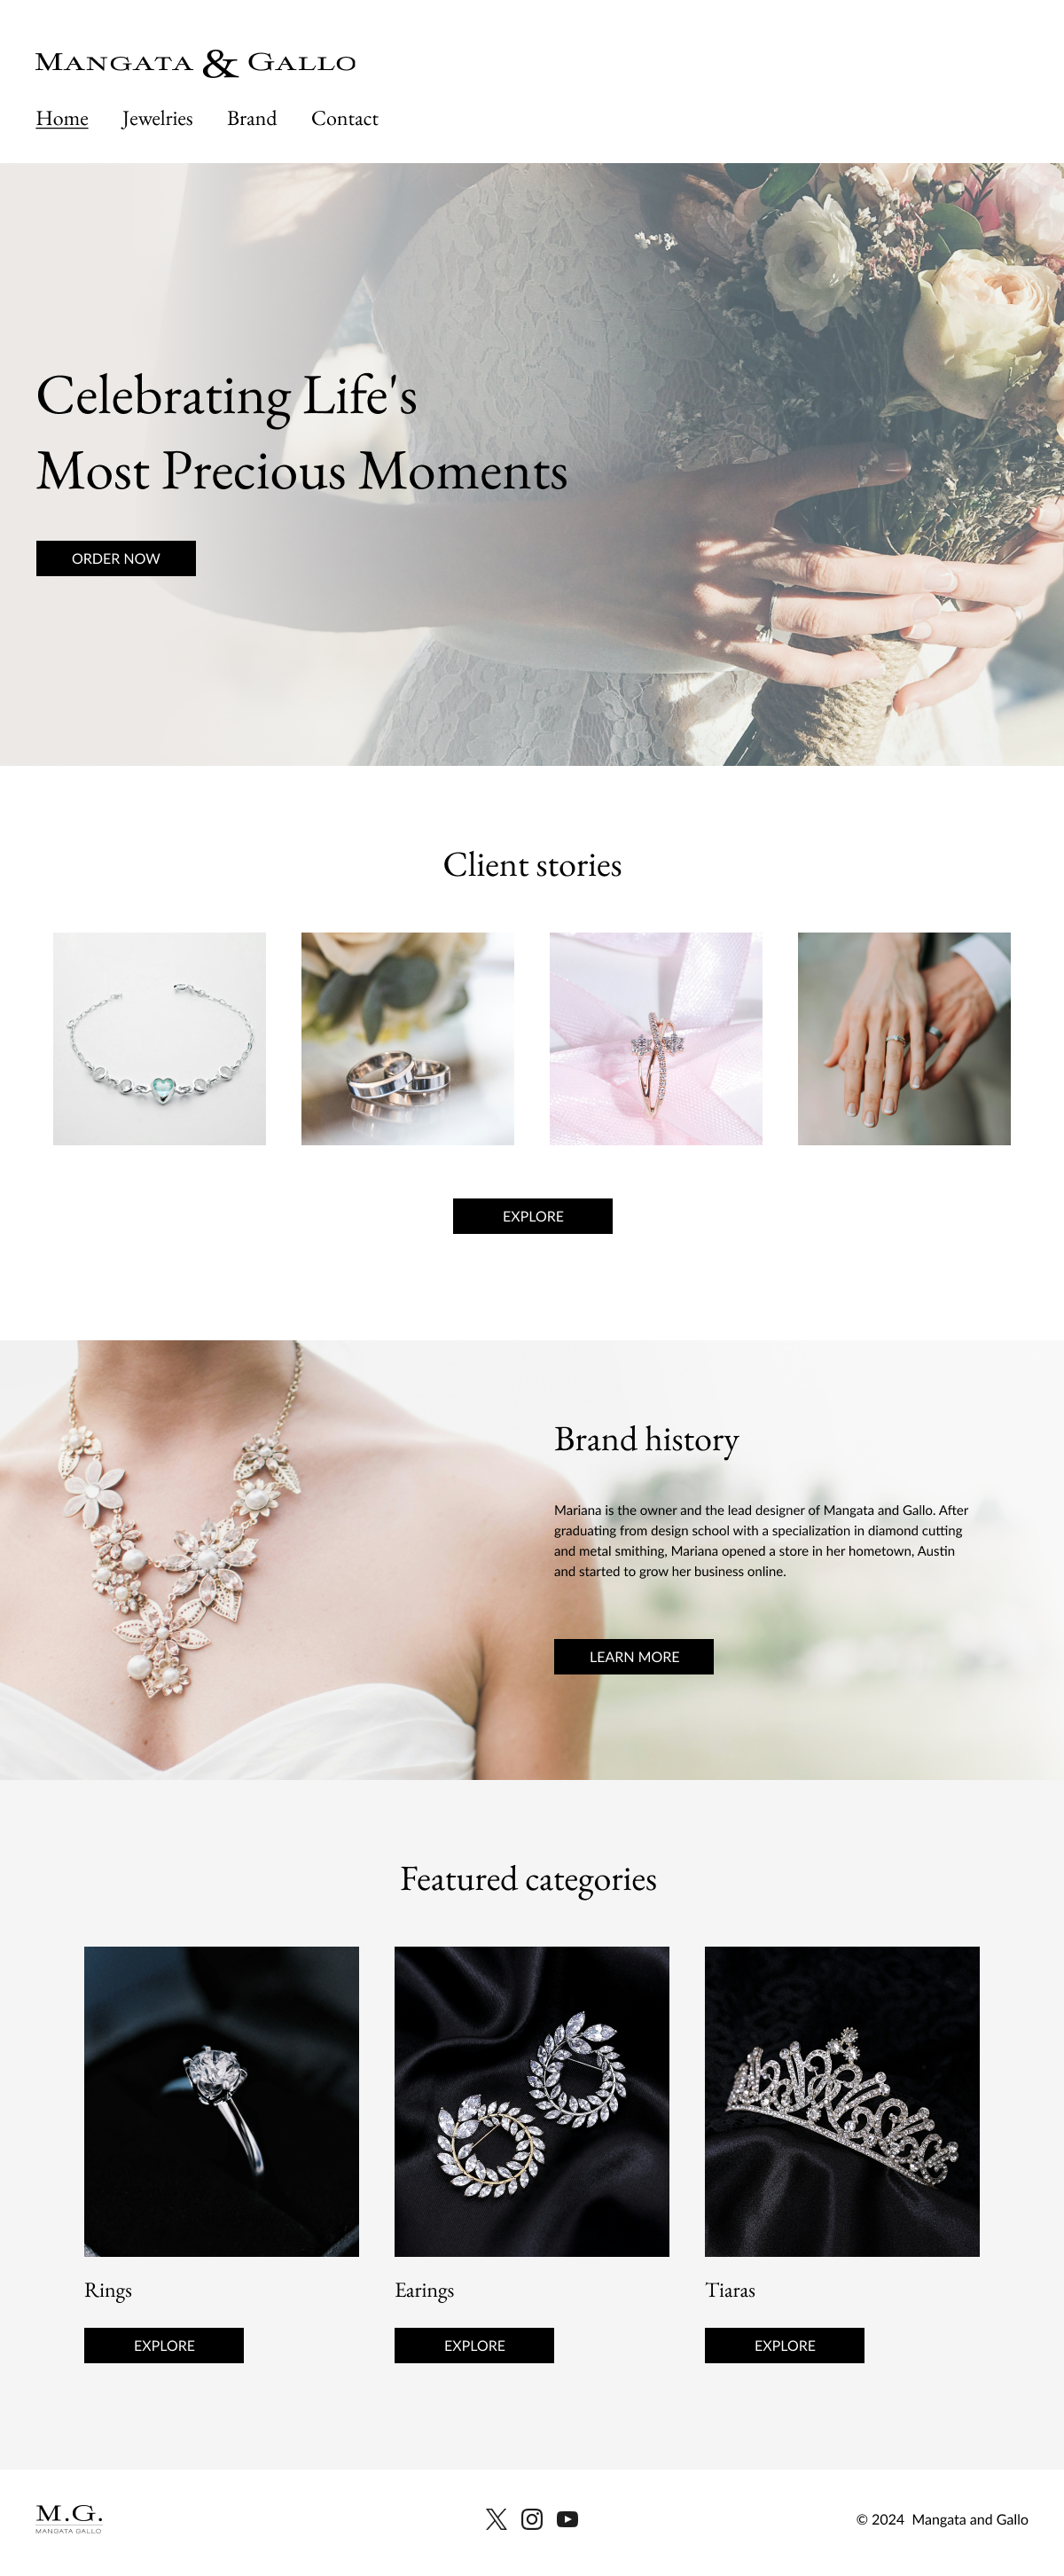 MANGATA & GALLO
Home Jewelries Brand Contact
Celebrating Life's
Most Precious Moments
ORDER NOW
Client stories
EXPLORE
Brand history
Mariana is the owner and the lead designer of Mangata and Gallo. After
graduating from design school with a specialization in diamond cutting
and metal smithing, Mariana opened a store in her hometown, Austin
and started to grow her business online.
LEARN MORE
Featured categories
Rings Earings Tiaras
EXPLORE EXPLORE EXPLORE
M.G.
MANGATA GALLO
© 2024 Mangata and Gallo